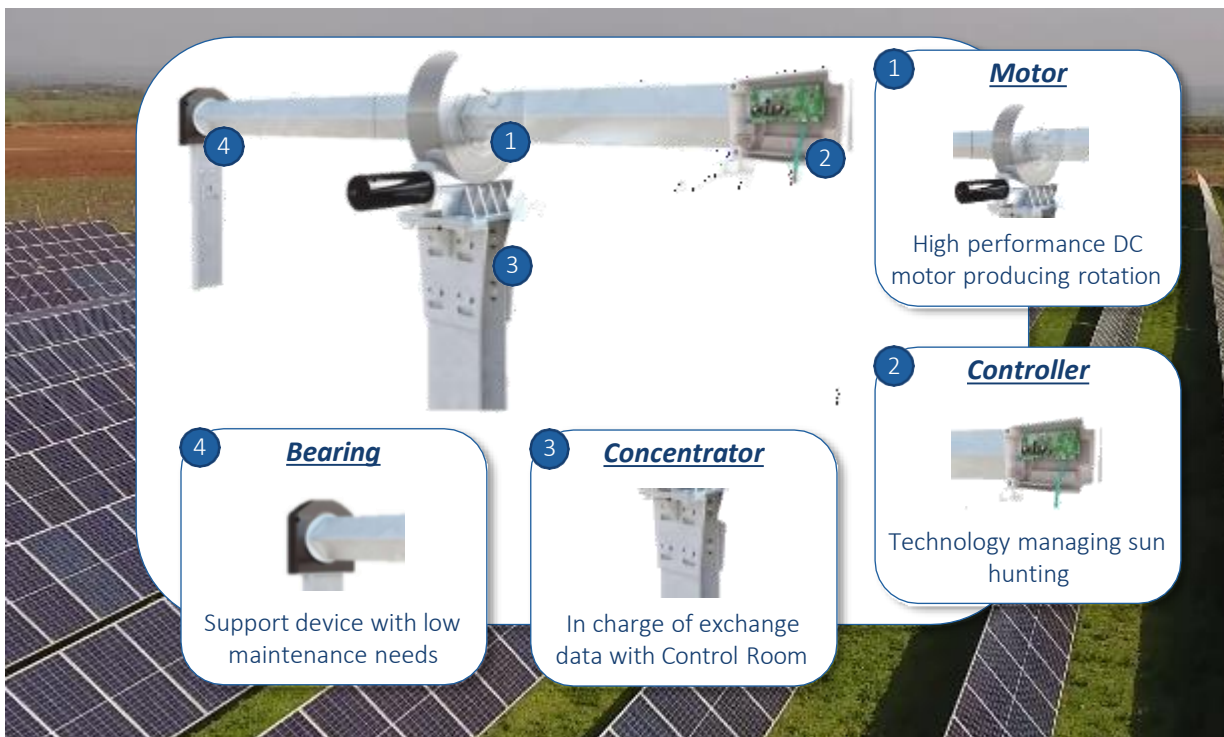 4
1
2
3
1
Motor
High performance DC
motor producing rotation
2
Controller
Technology managing sun
hunting
4
Bearing
Support device with low
maintenance needs
3
Concentrator
In charge of exchange
data with Control Room